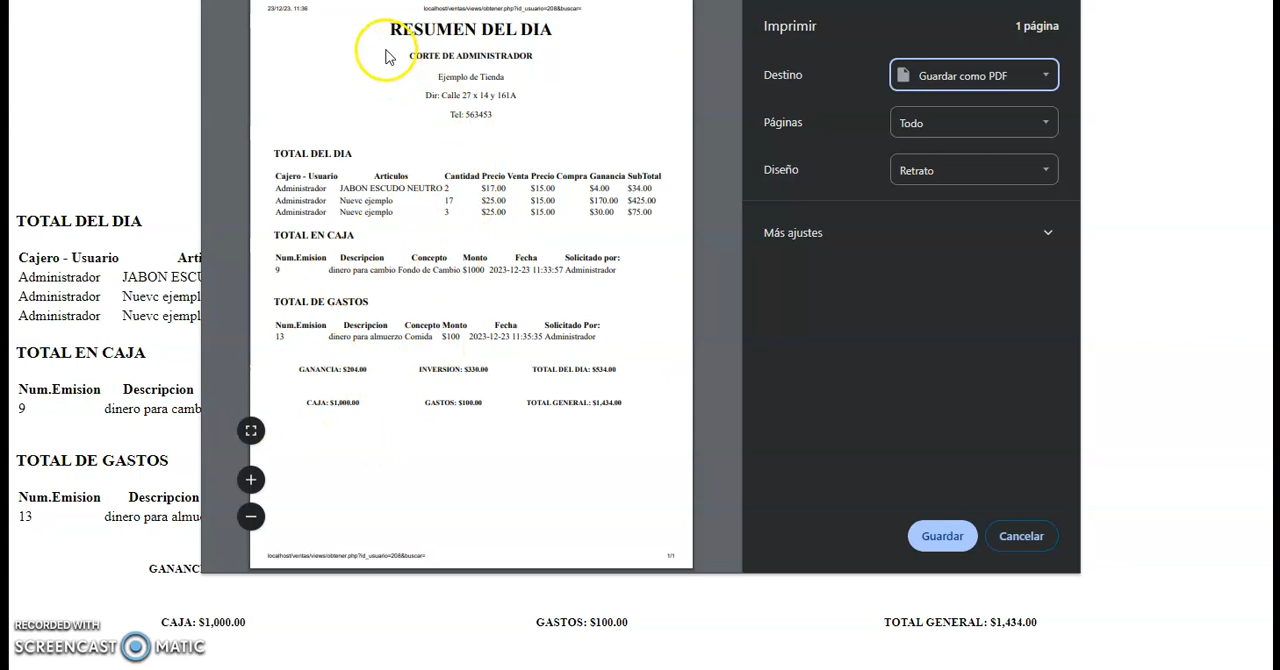 23/12/23, 11:36 localhost/ventas/views/obtener.php?id_usuario=208&buscar=
RESUMEN DEL DIA
CORTE DE ADMINISTRADOR
Ejemplo de Tienda
Dir: Calle 27 x 14 y 161A
Tel: 563453
TOTAL DEL DIA
Cajero - Usuario Articulos Cantidad Precio Venta Precio Compra Ganancia SubTotal
Administrador JABON ESCUDO NEUTRO 2 $17.00 $15.00 $4.00 $34.00
Administrador Nueve ejemplo 17 $25.00 $15.00 $170.00 $425.00
Administrador Nueve ejemplo 3 $25.00 $15.00 $30.00 $75.00
TOTAL EN CAJA
Num.Emision Descripcion Concepto Monto Fecha Solicitado por:
9 dinero para cambio Fondo de Cambio $1000 2023-12-23 11:33:57 Administrador
TOTAL DE GASTOS
Num.Emision Descripcion Concepto Monto Fecha Solicitado Por:
13 dinero para almuerzo Comida $100 2023-12-23 11:35:35 Administrador
GANANCIA: $204.00 INVERSION: $330.00 TOTAL DEL DIA: $534.00
CAJA: $1,000.00 GASTOS: $100.00 TOTAL GENERAL: $1,434.00
localhost/ventas/views/obtener.php?id_usuario=208&buscar= 1/1
Imprimir 1 página
Destino Guardar como PDF
Páginas Todo
Diseño Retrato
Más ajustes
Guardar Cancelar
TOTAL DEL DIA
Cajero - Usuario Arti
Administrador JABON ESCU
Administrador Nueve ejempl
Administrador Nueve ejempl
TOTAL EN CAJA
Num.Emision Descripcion
9 dinero para camb
TOTAL DE GASTOS
Num.Emision Descripcion
13 dinero para almu
GANANC
CAJA: $1,000.00 GASTOS: $100.00 TOTAL GENERAL: $1,434.00
RECORDED WITH
SCREENCAST MATIC